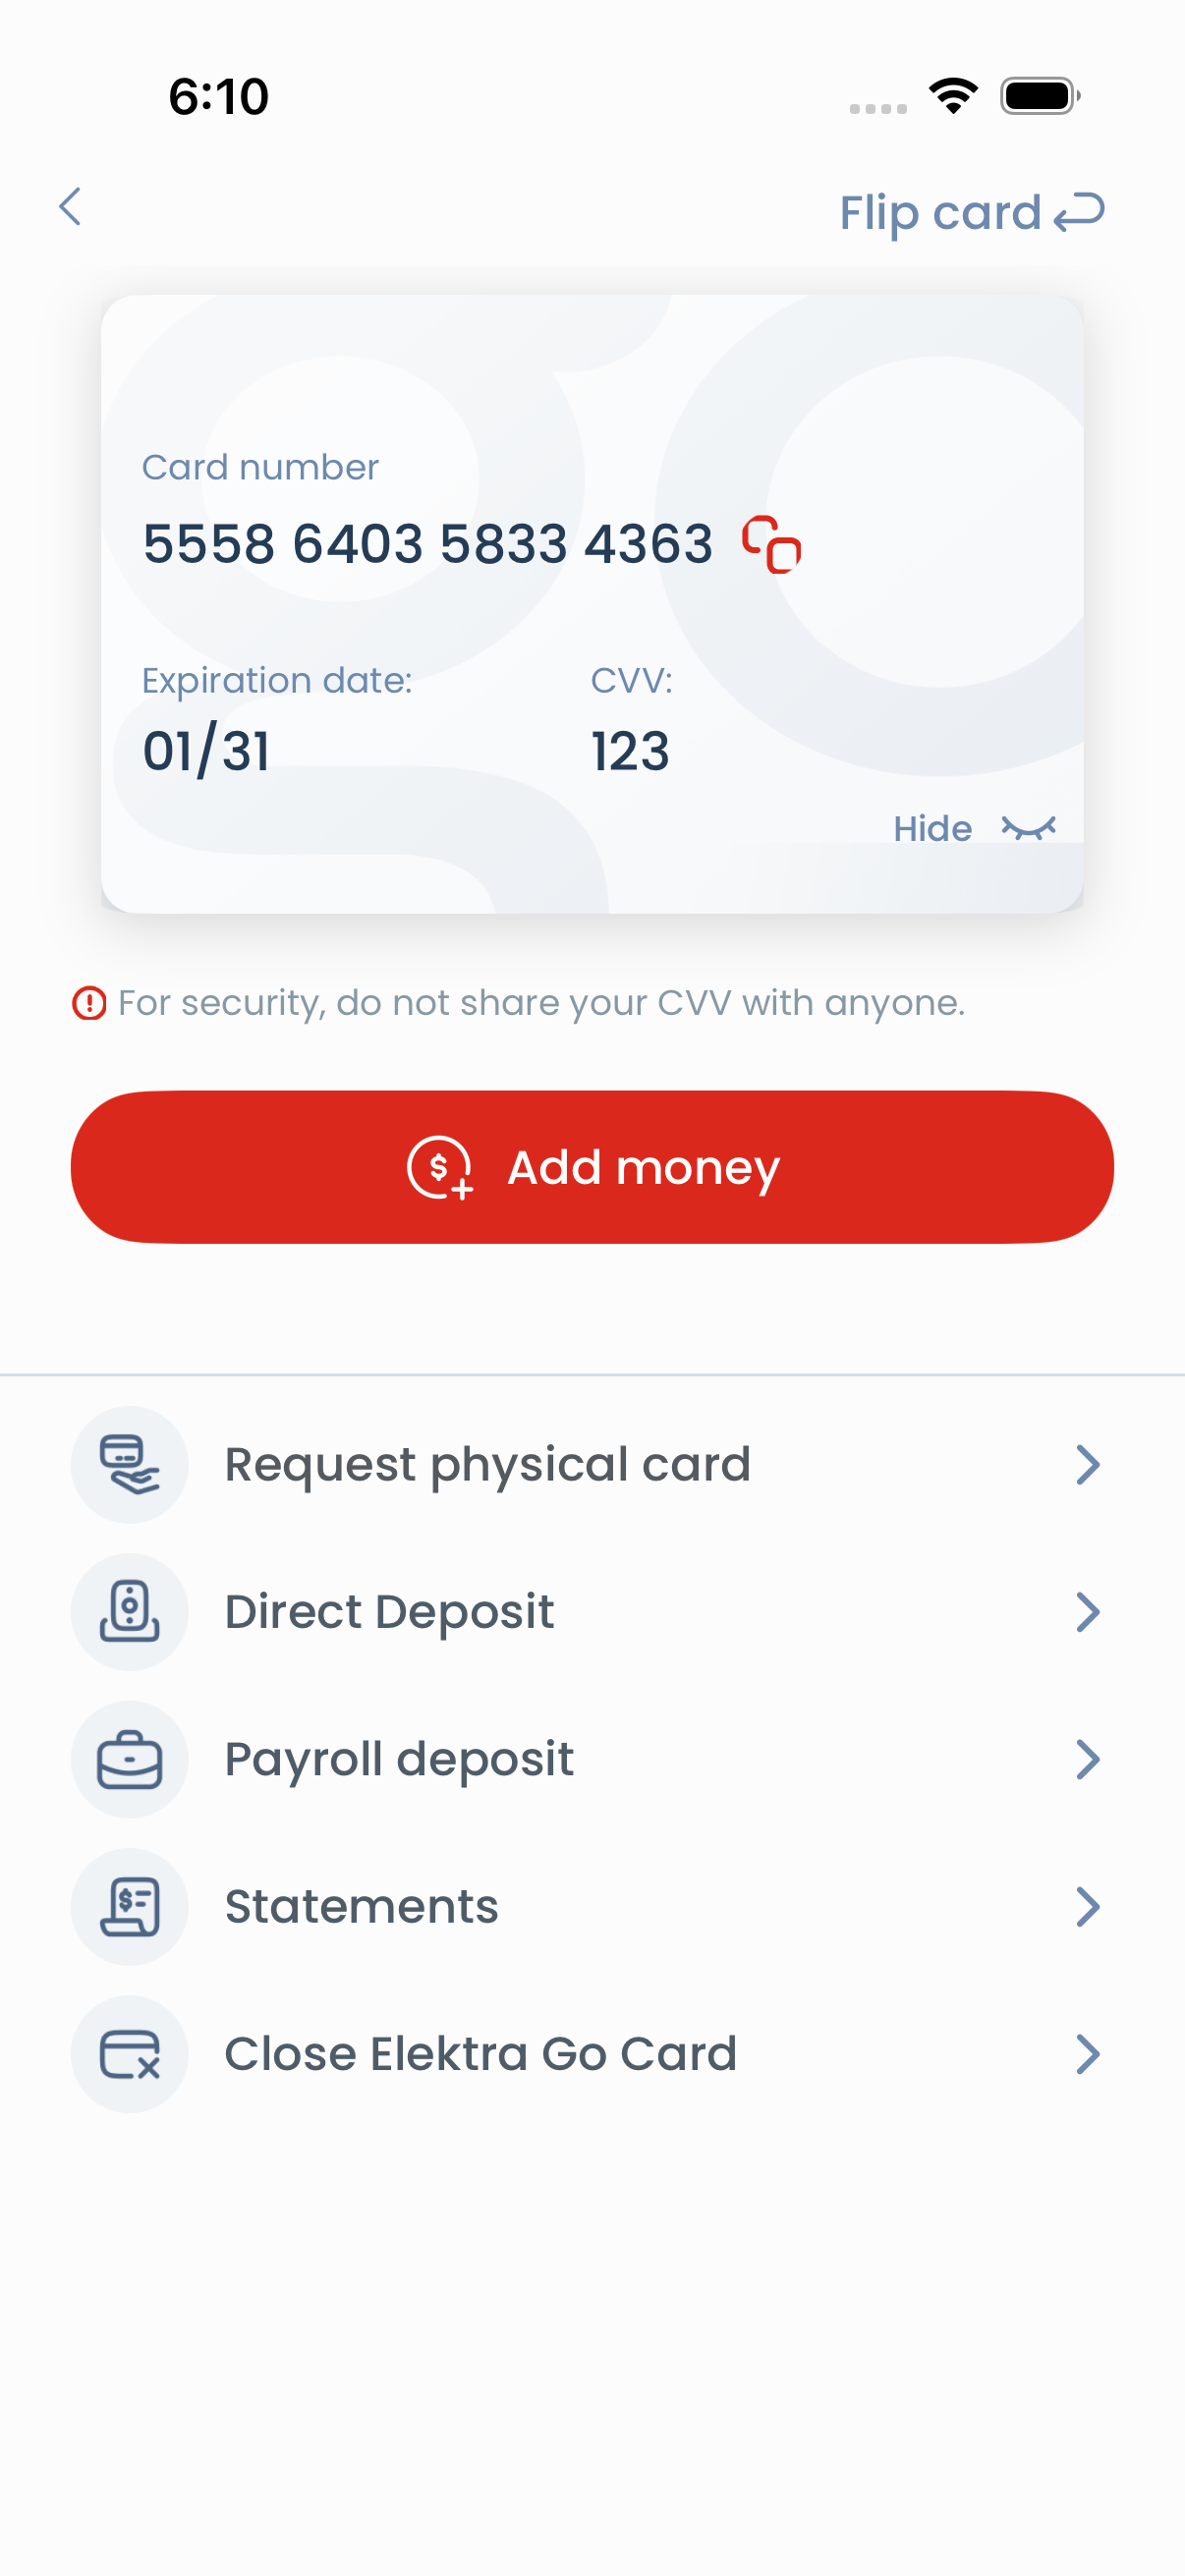 6:10
Flip card
Card number
5558 6403 5833 4363
Expiration date:
CVV:
01/31
123
Hide
For security, do not share your CVV with anyone.
Add money
Request physical card
Direct Deposit
Payroll deposit
Statements
Close Elektra Go Card